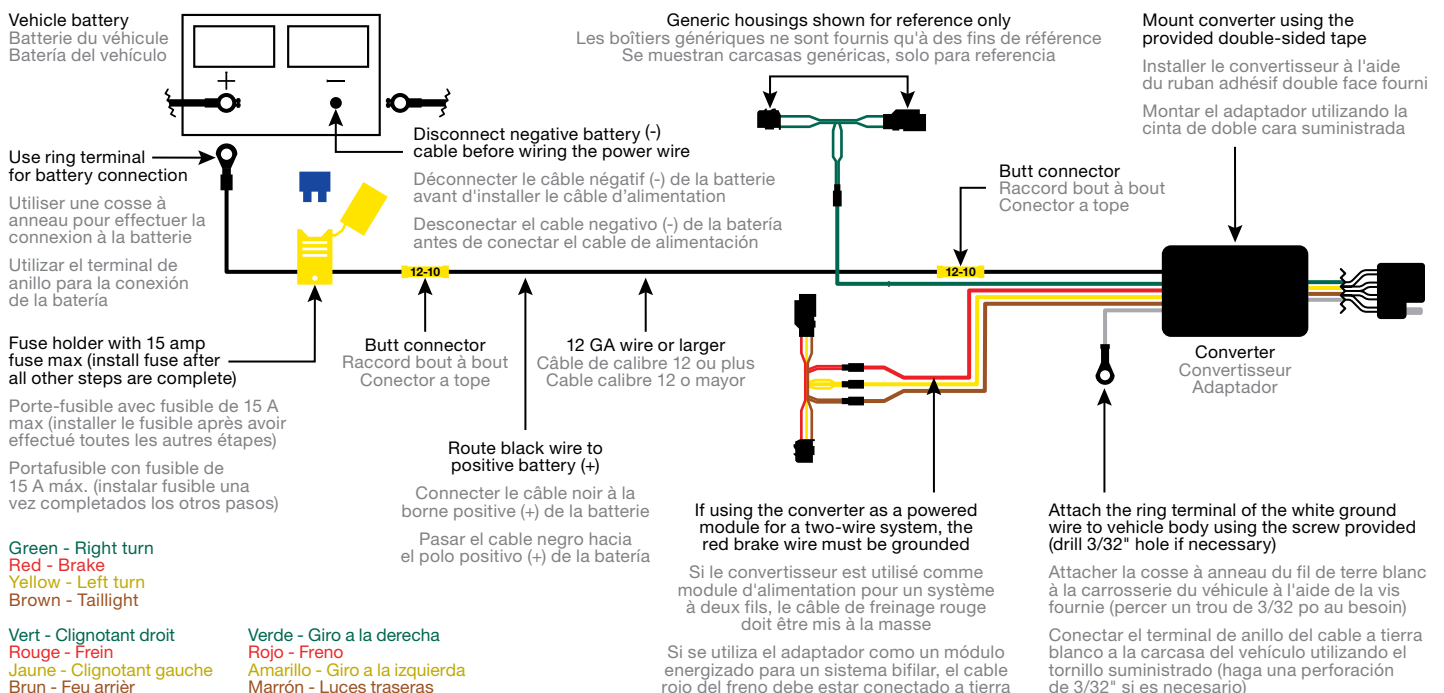 Vehicle battery
Batterie du véhicule
Batería del vehículo
+
−
Generic housings shown for reference only
Les boîtiers génériques ne sont fournis qu'à des fins de référence
Se muestran carcasas genéricas, solo para referencia
Mount converter using the
provided double-sided tape
Installer le convertisseur à l'aide
du ruban adhésif double face fourni
Montar el adaptador utilizando la
cinta de doble cara suministrada
Use ring terminal
for battery connection
Utiliser une cosse à
anneau pour effectuer la
connexion à la batterie
Utilizar el terminal de
anillo para la conexión
de la batería
Disconnect negative battery (-)
cable before wiring the power wire
Déconnecter le câble négatif (-) de la batterie
avant d'installer le câble d'alimentation
Desconectar el cable negativo (-) de la batería
antes de conectar el cable de alimentación
Butt connector
Raccord bout à bout
Conector a tope
12-10
12-10
Fuse holder with 15 amp
fuse max (install fuse after
all other steps are complete)
Porte-fusible avec fusible de 15 A
max (installer le fusible après avoir
effectué toutes les autres étapes)
Portafusible con fusible de
15 A máx. (instalar fusible una
vez completados los otros pasos)
Butt connector
Raccord bout à bout
Conector a tope
12 GA wire or larger
Câble de calibre 12 ou plus
Cable calibre 12 o mayor
Converter
Convertisseur
Adaptador
Route black wire to
positive battery (+)
Connecter le câble noir à la
borne positive (+) de la batterie
Pasar el cable negro hacia
el polo positivo (+) de la batería
If using the converter as a powered
module for a two-wire system, the
red brake wire must be grounded
Si le convertisseur est utilisé comme
module d'alimentation pour un système
à deux fils, le câble de freinage rouge
doit être mis à la masse
Si se utiliza el adaptador como un módulo
energizado para un sistema bifilar, el cable
rojo del freno debe estar conectado a tierra
Attach the ring terminal of the white ground
wire to vehicle body using the screw provided
(drill 3/32" hole if necessary)
Attacher la cosse à anneau du fil de terre blanc
à la carrosserie du véhicule à l'aide de la vis
fournie (percer un trou de 3/32 po au besoin)
Conectar el terminal de anillo del cable a tierra
blanco a la carcasa del vehículo utilizando el
tornillo suministrado (haga una perforación
de 3/32" si es necesario)
Green - Right turn
Red - Brake
Yellow - Left turn
Brown - Taillight
Vert - Clignotant droit
Rouge - Frein
Jaune - Clignotant gauche
Brun - Feu arrièr
Verde - Giro a la derecha
Rojo - Freno
Amarillo - Giro a la izquierda
Marrón - Luces traseras